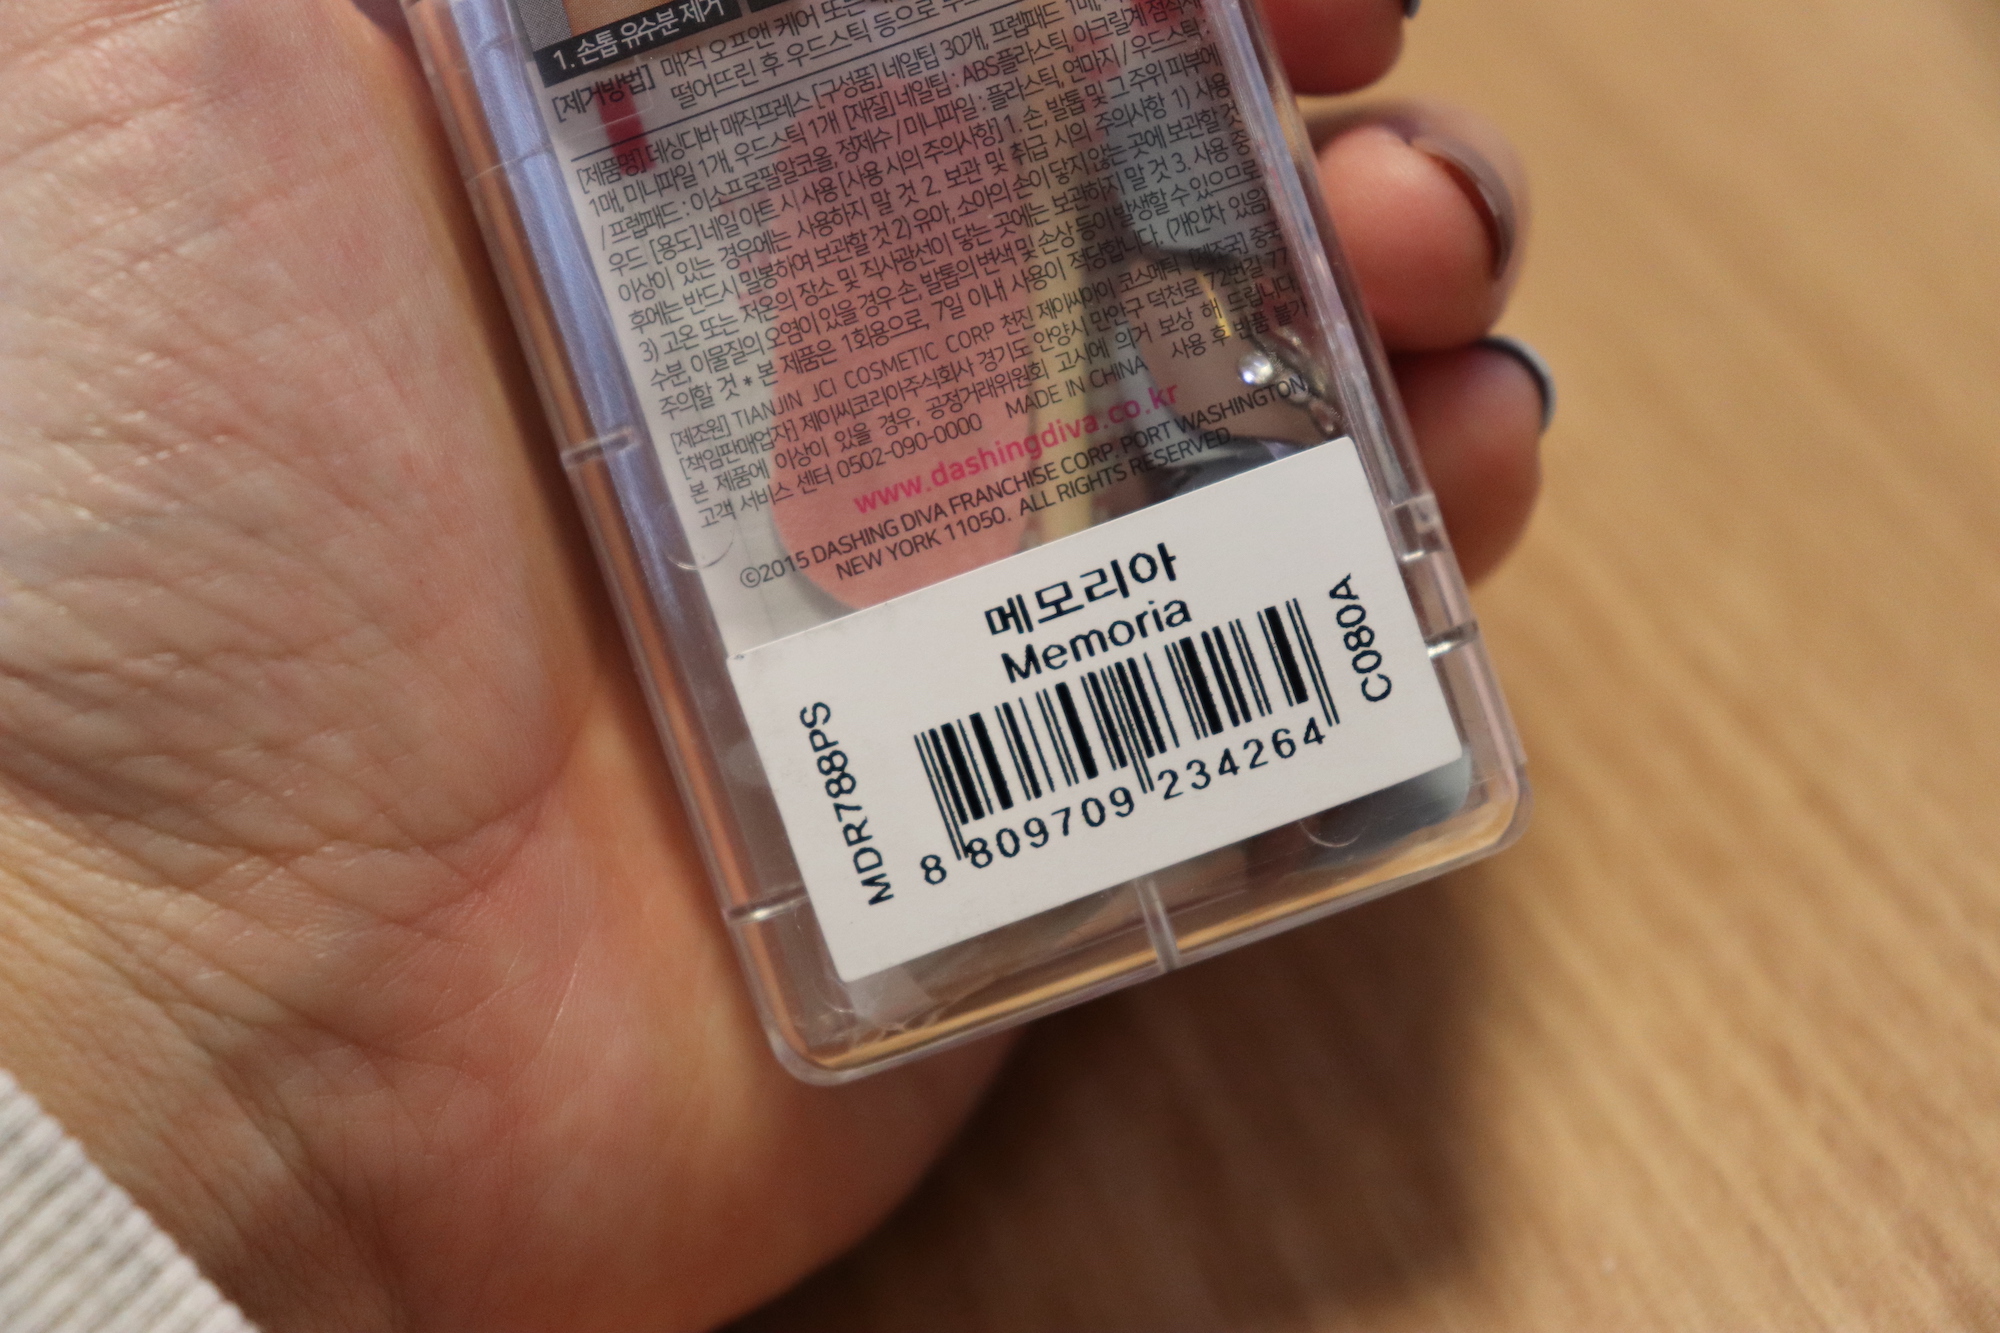 1. 손톱 유수분 제거
[제거방법] 매직 오프앤 케어 또는
떨어뜨린 후 우드스틱 등으로
[제품명] 데싱디바 매직프레스 [구성품] 네일팁 30개, 프렙패드 1매,
1매, 미니파일 1개, 우드스틱 1개 [재질] 네일팁 : ABS플라스틱, 아크릴계 점착제
/ 프렙패드 : 이소프로필알코올, 정제수 / 미니파일 : 플라스틱, 연마지 / 우드스틱 :
우드 [용도] 네일 아트 시 사용 [사용 시의 주의사항] 1. 손, 발톱 및 그 주위 피부에
이상이 있는 경우에는 사용하지 말 것 2. 보관 및 취급 시의 주의사항 1) 사용
후에는 반드시 밀봉하여 보관할 것 2) 유아, 소아의 손이 닿지 않는 곳에 보관할 것
3) 고온 또는 저온의 장소 및 직사광선이 닿는 곳에는 보관하지 말 것 3. 사용 중
수분, 이물질의 오염이 있을 경우 손, 발톱의 변색 및 손상 등이 발생할 수 있으므로
주의할 것 * 본 제품은 1회용으로, 7일 이내 사용이 적당합니다. (개인차 있음)
[제조원] TIANJIN JCI COSMETIC CORP 천진 제이씨아이 코스메틱 [제조국] 중국
[책임판매업자] 제이씨코리아주식회사 경기도 안양시 만안구 덕천로 72번길 77
본 제품에 이상이 있을 경우, 공정거래위원회 고시에 의거 보상 해 드립니다.
고객 서비스 센터 0502-090-0000 MADE IN CHINA 사용 후 반품 불가
www.dashingdiva.co.kr
©2015 DASHING DIVA FRANCHISE CORP. PORT WASHINGTON,
NEW YORK 11050. ALL RIGHTS RESERVED
메모리아
Memoria
MDR788PS
C080A
8 809709 234264